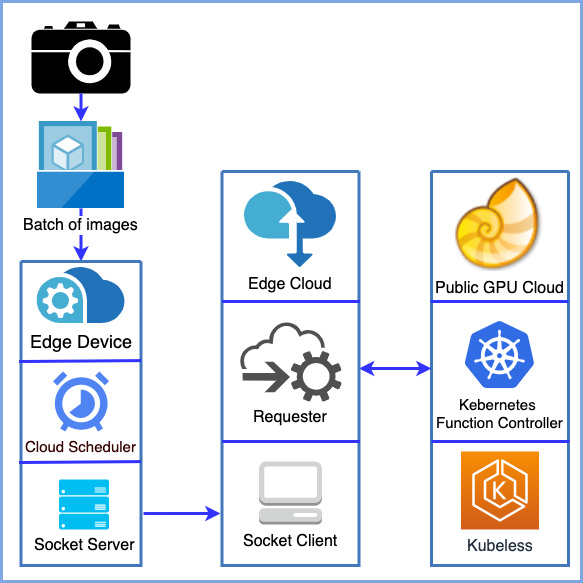 Batch of images
Edge Device
Cloud Scheduler
Socket Server
Edge Cloud
Requester
Socket Client
Public GPU Cloud
Kebernetes
Function Controller
K
Kubeless